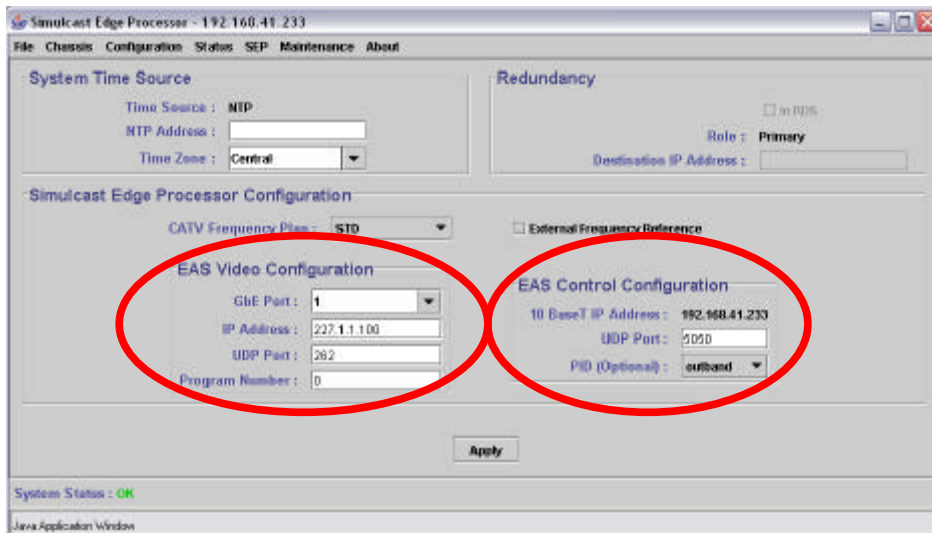 Simulcast Edge Processor - 192.168.41.233
File Chassis Configuration Status SEP Maintenance About
System Time Source
Time Source : NTP
NTP Address :
Time Zone : Central
Redundancy
Role : Primary
Destination IP Address :
Simulcast Edge Processor Configuration
CATV Frequency Plan : STD
External Frequency Reference
EAS Video Configuration
GbE Port : 1
IP Address : 227.1.1.100
UDP Port : 262
Program Number : 0
EAS Control Configuration
10 BaseT IP Address : 192.168.41.233
UDP Port : 5050
PID (Optional) : outband
Apply
System Status : OK
Java Application Window